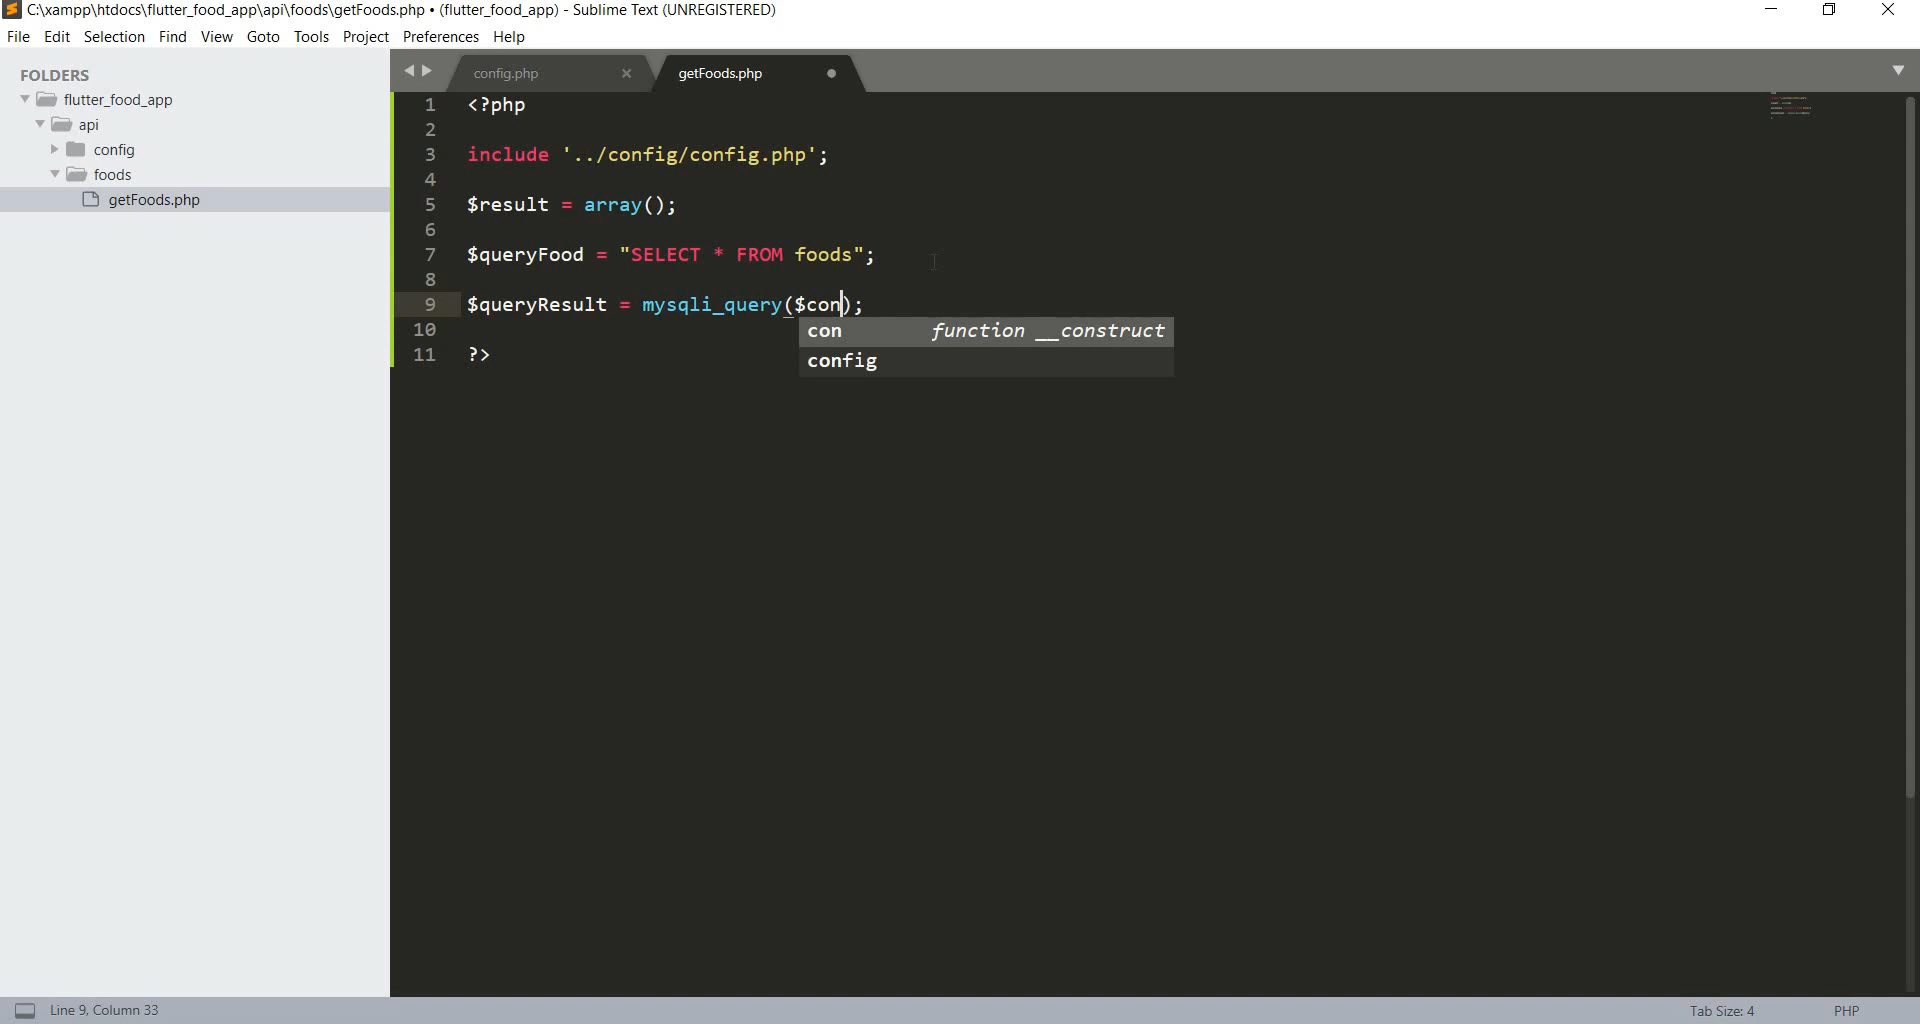 C:\xampp\htdocs\flutter_food_app\api\foods\getFoods.php • (flutter_food_app) - Sublime Text (UNREGISTERED)
File Edit Selection Find View Goto Tools Project Preferences Help
FOLDERS
flutter_food_app
api
config
foods
getFoods.php
config.php getFoods.php
1 <?php
2
3 include '../config/config.php';
4
5 $result = array();
6
7 $queryFood = "SELECT * FROM foods";
8
9 $queryResult = mysqli_query($con);
10
11 ?>
con function __construct
config
Line 9, Column 33
Tab Size: 4 PHP